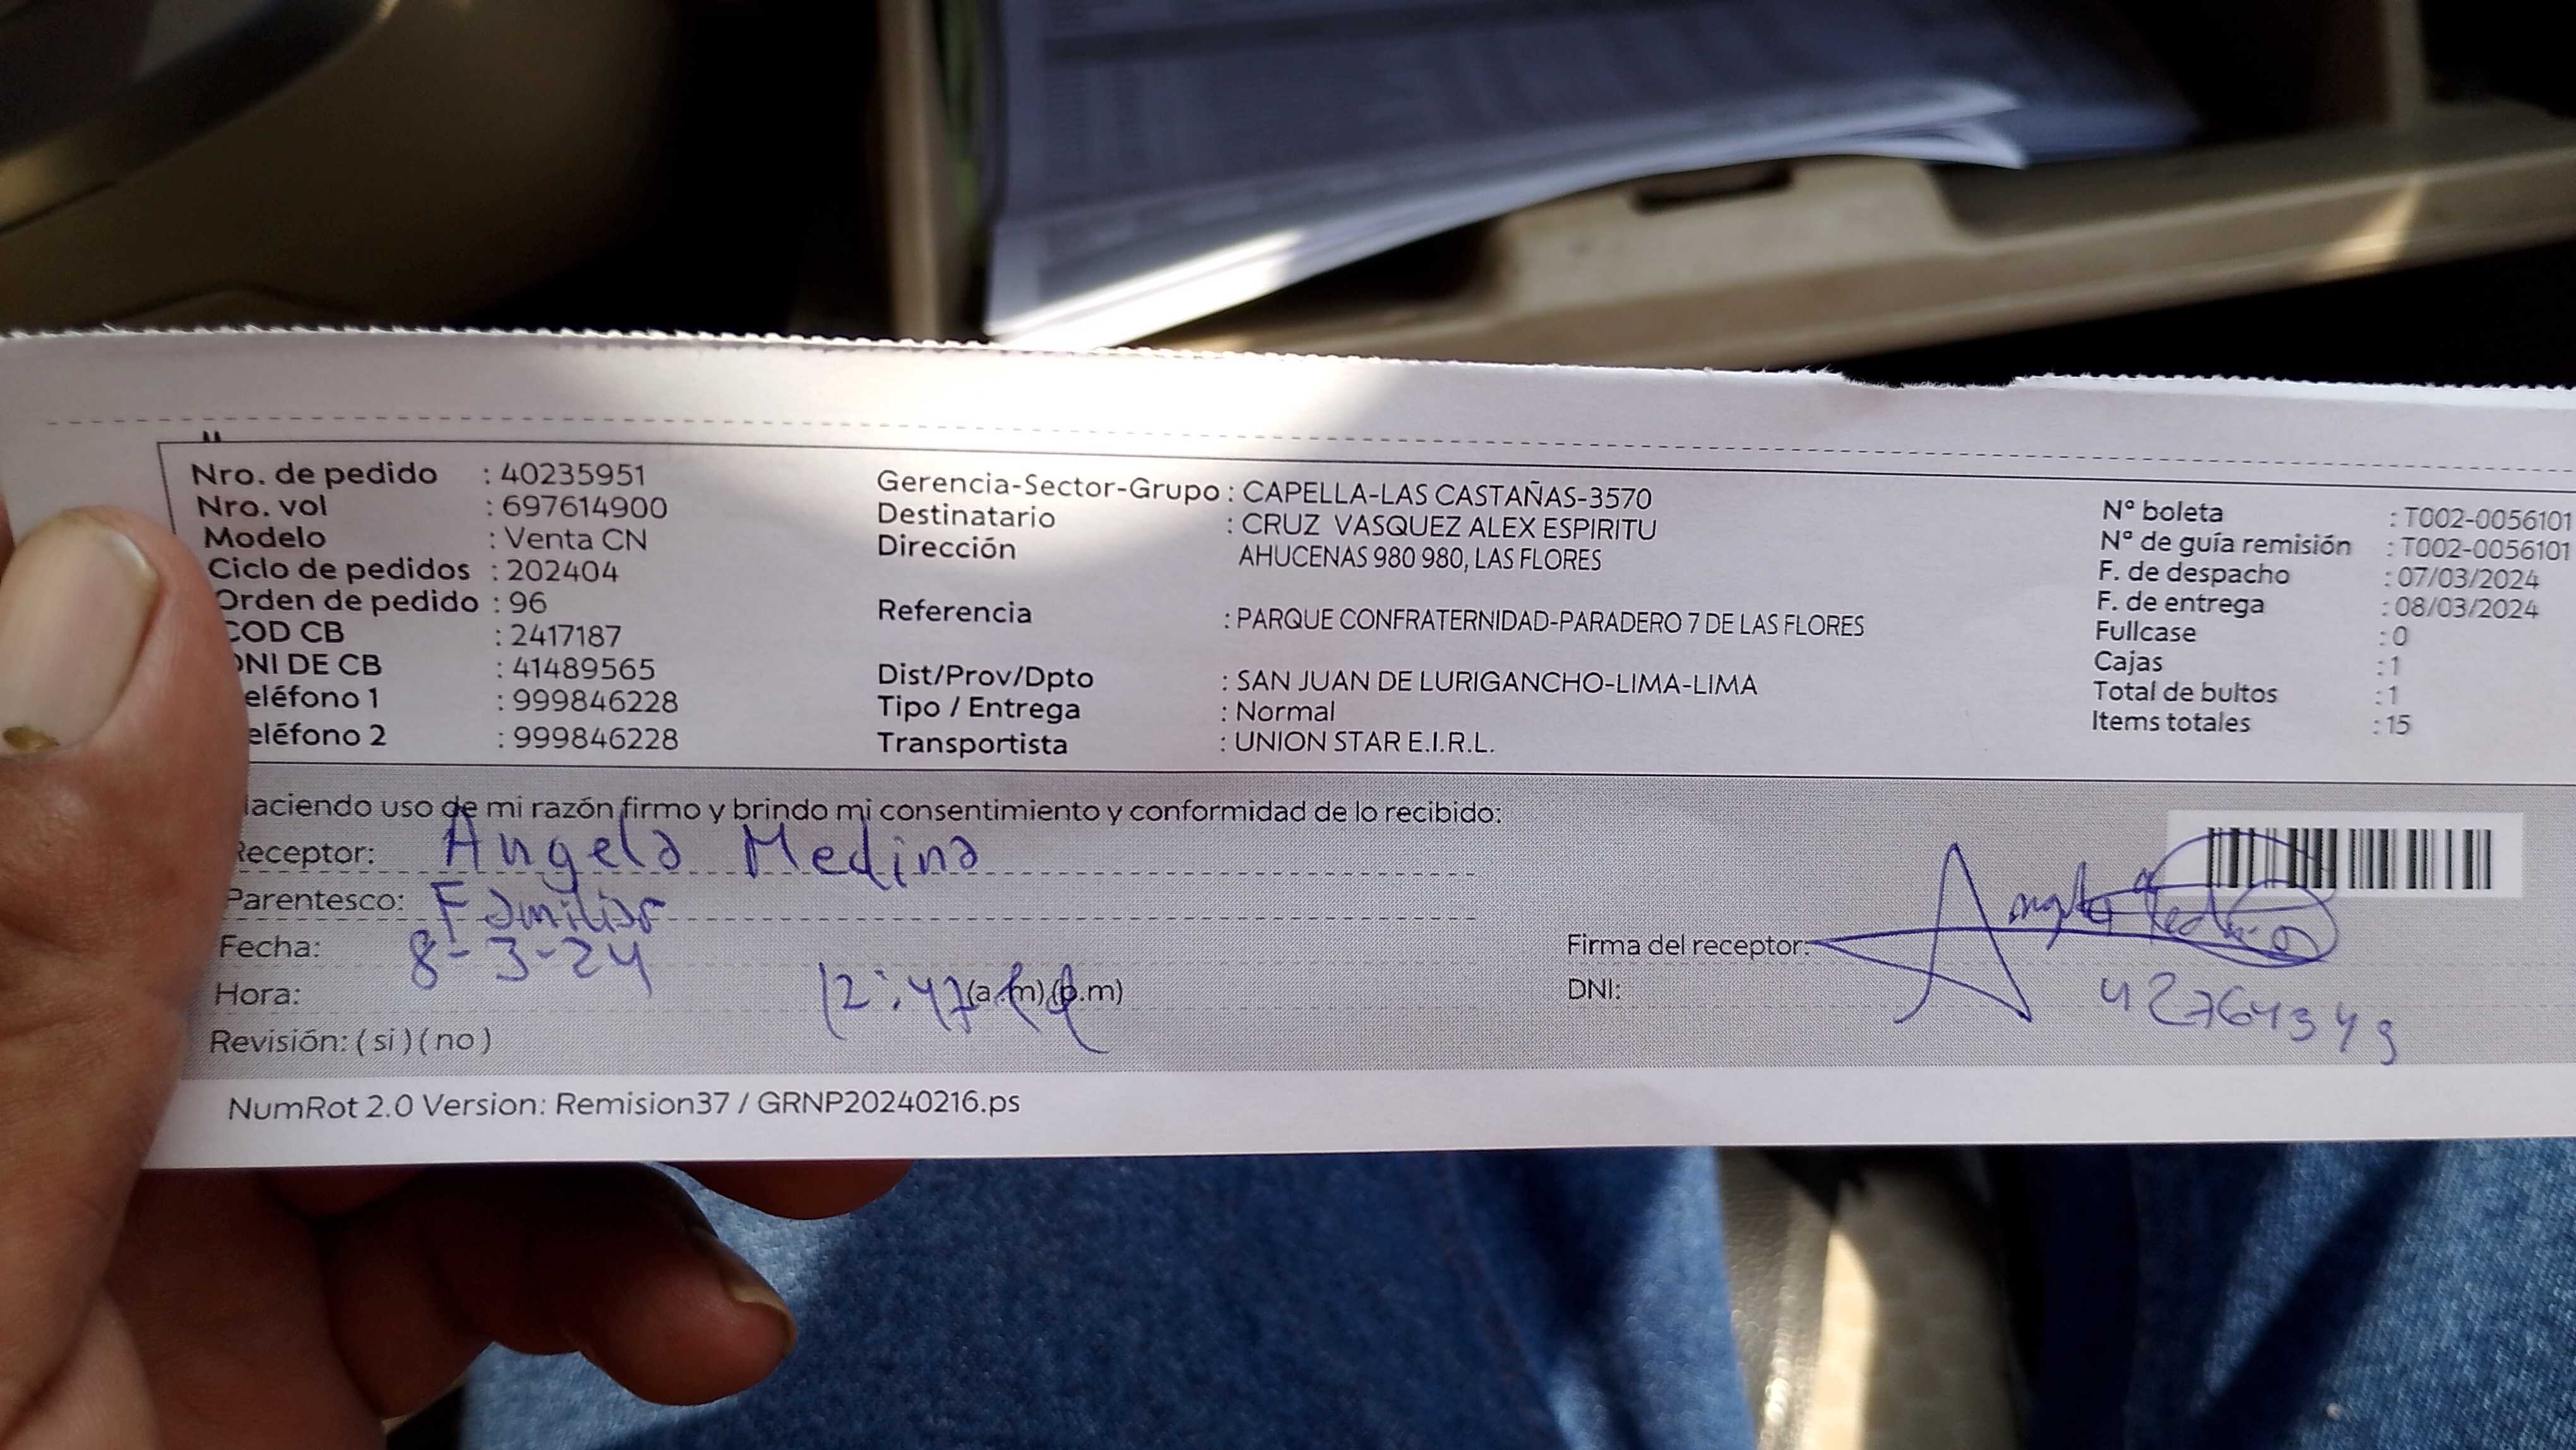 Nro. de pedido : 40235951
Nro. vol : 697614900
Modelo : Venta CN
Ciclo de pedidos : 202404
Orden de pedido : 96
COD CB : 2417187
DNI DE CB : 41489565
eléfono 1 : 999846228
eléfono 2 : 999846228
Gerencia-Sector-Grupo : CAPELLA-LAS CASTAÑAS-3570
Destinatario : CRUZ VASQUEZ ALEX ESPIRITU
Dirección AHUCENAS 980 980, LAS FLORES
Referencia : PARQUE CONFRATERNIDAD-PARADERO 7 DE LAS FLORES
Dist/Prov/Dpto : SAN JUAN DE LURIGANCHO-LIMA-LIMA
Tipo / Entrega : Normal
Transportista : UNION STAR E.I.R.L.
N° boleta : T002-0056101
N° de guía remisión : T002-0056101
F. de despacho : 07/03/2024
F. de entrega : 08/03/2024
Fullcase : 0
Cajas : 1
Total de bultos : 1
Items totales : 15
aciendo uso de mi razón firmo y brindo mi consentimiento y conformidad de lo recibido:
Receptor: Angela Medina
Parentesco: Familiar
Fecha: 8-3-24
Hora: 12:47 (a.m) (p.m)
Revisión: ( si ) ( no )
Firma del receptor: Angela Medina
DNI: 42764349
NumRot 2.0 Version: Remision37 / GRNP20240216.ps